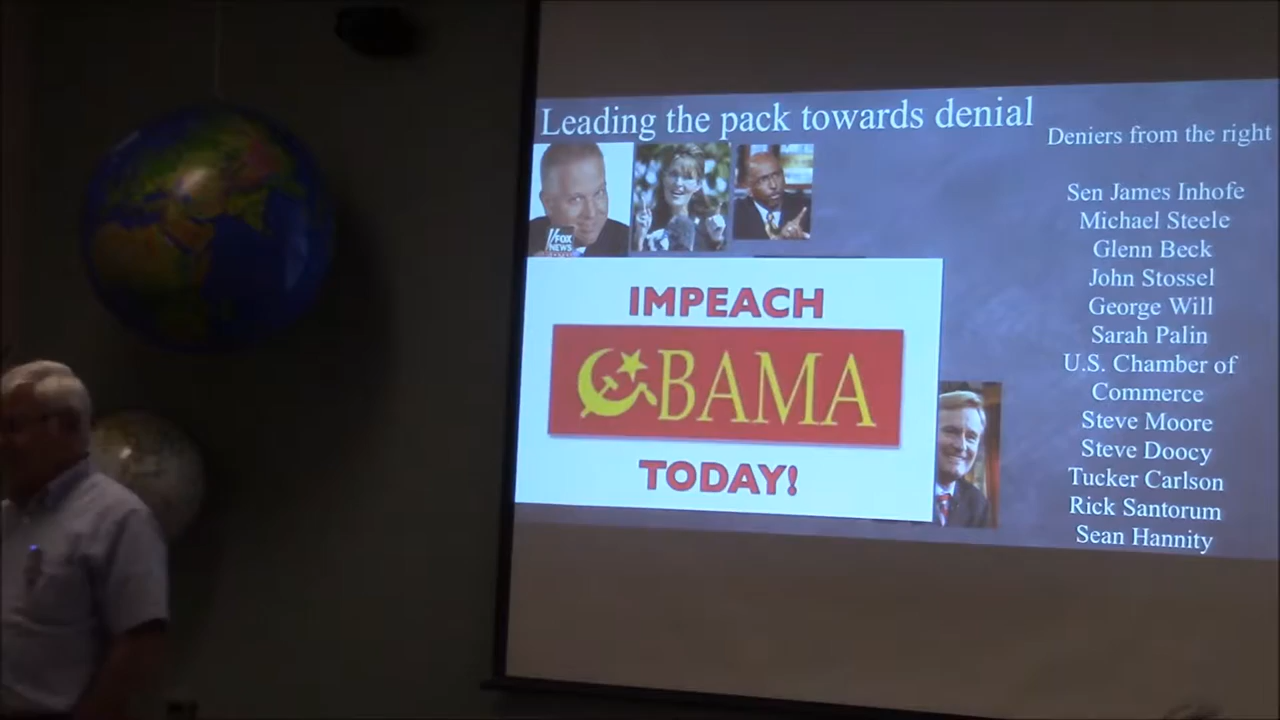 Leading the pack towards denial
Deniers from the right
FOX
NEWS
IMPEACH
OBAMA
TODAY!
Sen James Inhofe
Michael Steele
Glenn Beck
John Stossel
George Will
Sarah Palin
U.S. Chamber of
Commerce
Steve Moore
Steve Doocy
Tucker Carlson
Rick Santorum
Sean Hannity